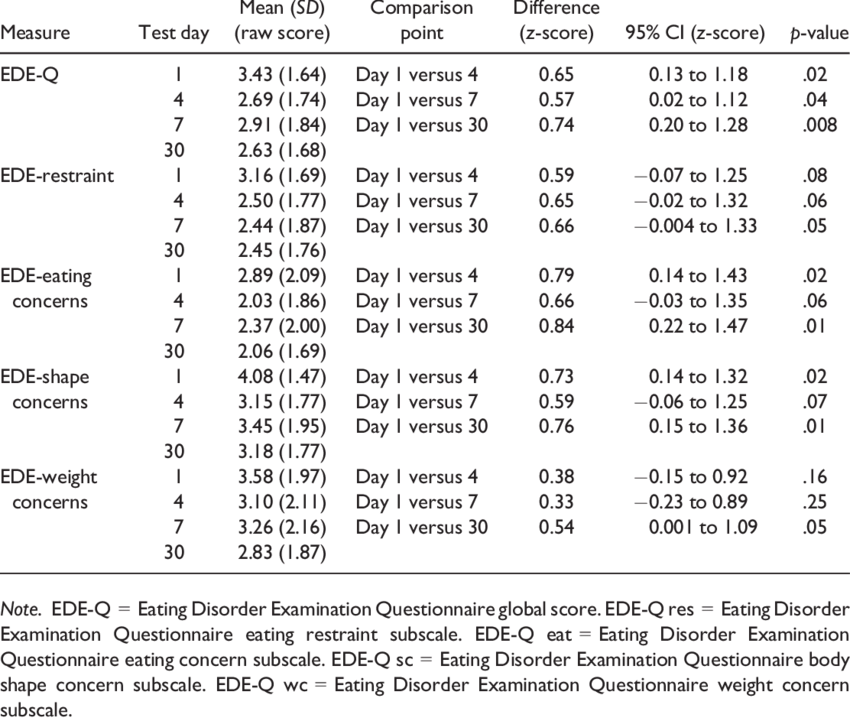 Mean (SD) Comparison Difference
Measure Test day (raw score) point (z-score) 95% CI (z-score) p-value
EDE-Q 1 3.43 (1.64) Day 1 versus 4 0.65 0.13 to 1.18 .02
4 2.69 (1.74) Day 1 versus 7 0.57 0.02 to 1.12 .04
7 2.91 (1.84) Day 1 versus 30 0.74 0.20 to 1.28 .008
30 2.63 (1.68)
EDE-restraint 1 3.16 (1.69) Day 1 versus 4 0.59 −0.07 to 1.25 .08
4 2.50 (1.77) Day 1 versus 7 0.65 −0.02 to 1.32 .06
7 2.44 (1.87) Day 1 versus 30 0.66 −0.004 to 1.33 .05
30 2.45 (1.76)
EDE-eating 1 2.89 (2.09) Day 1 versus 4 0.79 0.14 to 1.43 .02
concerns 4 2.03 (1.86) Day 1 versus 7 0.66 −0.03 to 1.35 .06
7 2.37 (2.00) Day 1 versus 30 0.84 0.22 to 1.47 .01
30 2.06 (1.69)
EDE-shape 1 4.08 (1.47) Day 1 versus 4 0.73 0.14 to 1.32 .02
concerns 4 3.15 (1.77) Day 1 versus 7 0.59 −0.06 to 1.25 .07
7 3.45 (1.95) Day 1 versus 30 0.76 0.15 to 1.36 .01
30 3.18 (1.77)
EDE-weight 1 3.58 (1.97) Day 1 versus 4 0.38 −0.15 to 0.92 .16
concerns 4 3.10 (2.11) Day 1 versus 7 0.33 −0.23 to 0.89 .25
7 3.26 (2.16) Day 1 versus 30 0.54 0.001 to 1.09 .05
30 2.83 (1.87)
Note. EDE-Q = Eating Disorder Examination Questionnaire global score. EDE-Q res = Eating Disorder
Examination Questionnaire eating restraint subscale. EDE-Q eat = Eating Disorder Examination
Questionnaire eating concern subscale. EDE-Q sc = Eating Disorder Examination Questionnaire body
shape concern subscale. EDE-Q wc = Eating Disorder Examination Questionnaire weight concern
subscale.